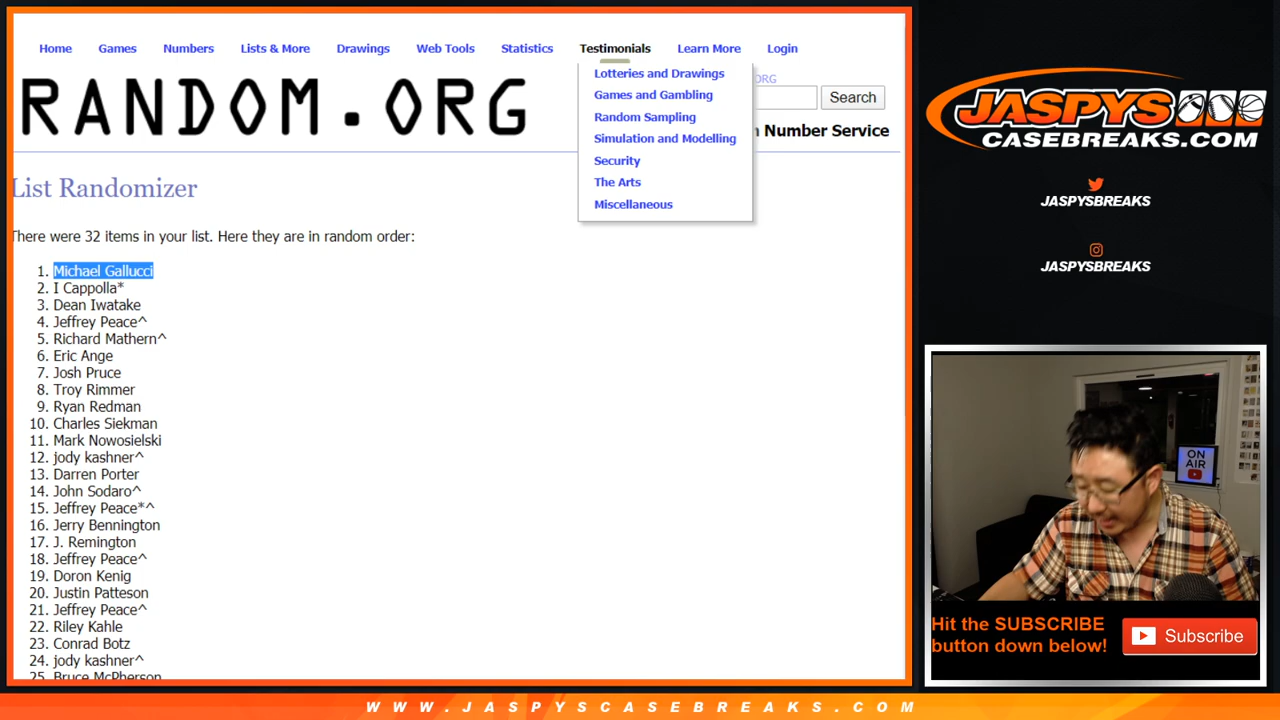 Home Games Numbers Lists & More Drawings Web Tools Statistics Testimonials Learn More Login
RANDOM.ORG
Lotteries and Drawings
Games and Gambling
Random Sampling
Simulation and Modelling
Security
The Arts
Miscellaneous
ORG
Search
Number Service
List Randomizer
There were 32 items in your list. Here they are in random order:
1. Michael Gallucci
2. I Cappolla*
3. Dean Iwatake
4. Jeffrey Peace^
5. Richard Mathern^
6. Eric Ange
7. Josh Pruce
8. Troy Rimmer
9. Ryan Redman
10. Charles Siekman
11. Mark Nowosielski
12. jody kashner^
13. Darren Porter
14. John Sodaro^
15. Jeffrey Peace*^
16. Jerry Bennington
17. J. Remington
18. Jeffrey Peace^
19. Doron Kenig
20. Justin Patteson
21. Jeffrey Peace^
22. Riley Kahle
23. Conrad Botz
24. jody kashner^
25. Bruce McPherson
JASPYS
CASEBREAKS.COM
JASPYSBREAKS
JASPYSBREAKS
ON
AIR
Hit the SUBSCRIBE
button down below!
Subscribe
WWW.JASPYSCASEBREAKS.COM